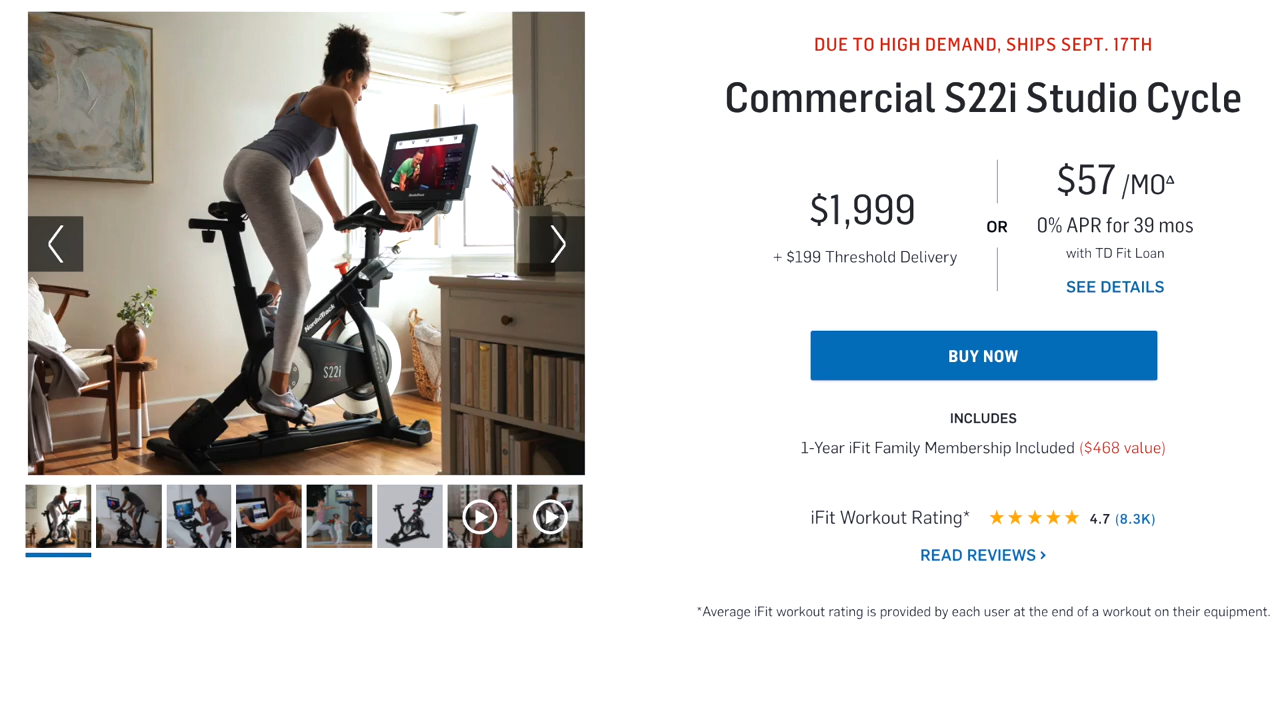 DUE TO HIGH DEMAND, SHIPS SEPT. 17TH
Commercial S22i Studio Cycle
$1,999
+ $199 Threshold Delivery
OR
$57 /MO∆
0% APR for 39 mos
with TD Fit Loan
SEE DETAILS
BUY NOW
INCLUDES
1-Year iFit Family Membership Included ($468 value)
iFit Workout Rating* 4.7 (8.3K)
READ REVIEWS ›
*Average iFit workout rating is provided by each user at the end of a workout on their equipment.
NordicTrack
NordicTrack
S22i